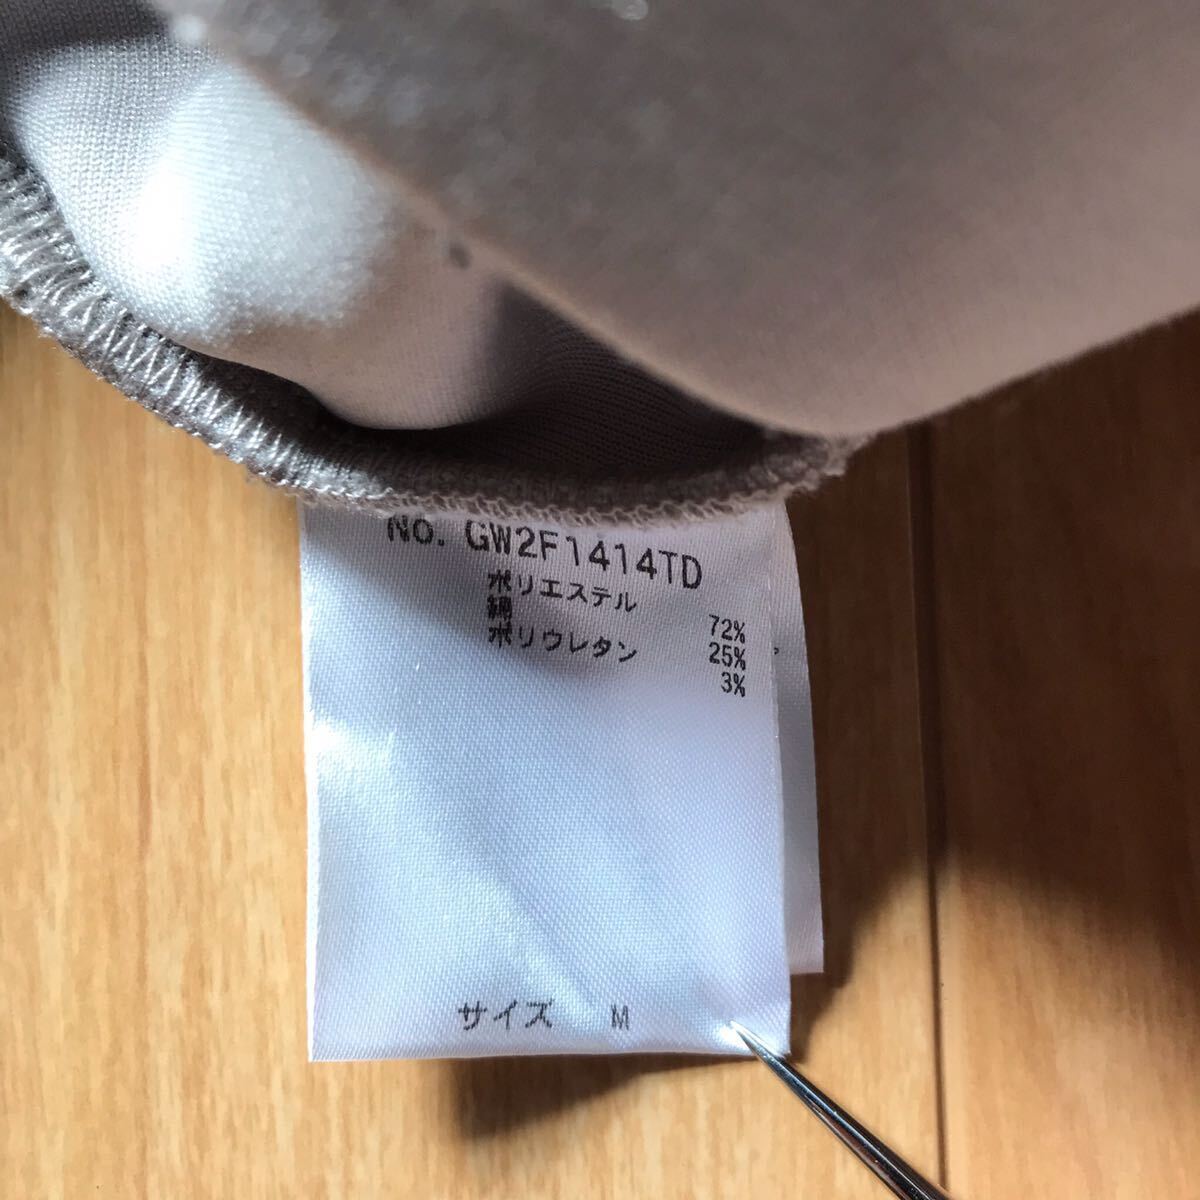 No. GW2F1414TD
ポリエステル 72%
綿 25%
ポリウレタン 3%
サイズ M